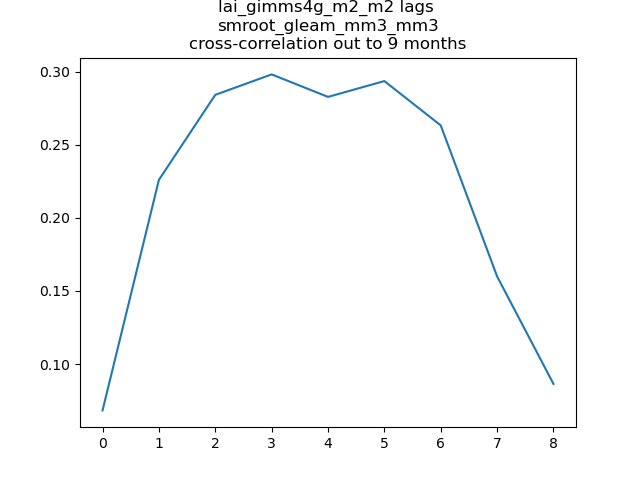 lai_gimms4g_m2_m2 lags
smroot_gleam_mm3_mm3
cross-correlation out to 9 months
0.30
0.25
0.20
0.15
0.10
0 1 2 3 4 5 6 7 8